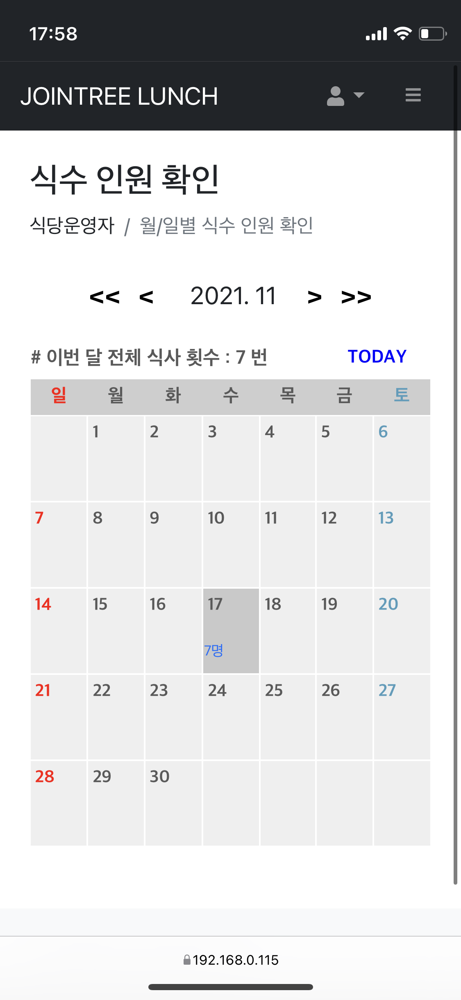 17:58
JOINTREE LUNCH
식수 인원 확인
식당운영자 / 월/일별 식수 인원 확인
<< < 2021. 11 > >>
# 이번 달 전체 식사 횟수 : 7 번 TODAY
일 월 화 수 목 금 토
1 2 3 4 5 6
7 8 9 10 11 12 13
14 15 16 17 18 19 20
7명
21 22 23 24 25 26 27
28 29 30
192.168.0.115